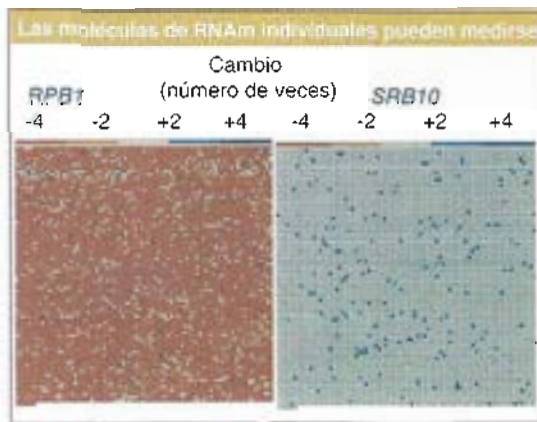 Las moléculas de RNAm individuales pueden medirse
Cambio
(número de veces)
RPB1
SRB10
-4 -2 +2 +4 -4 -2 +2 +4